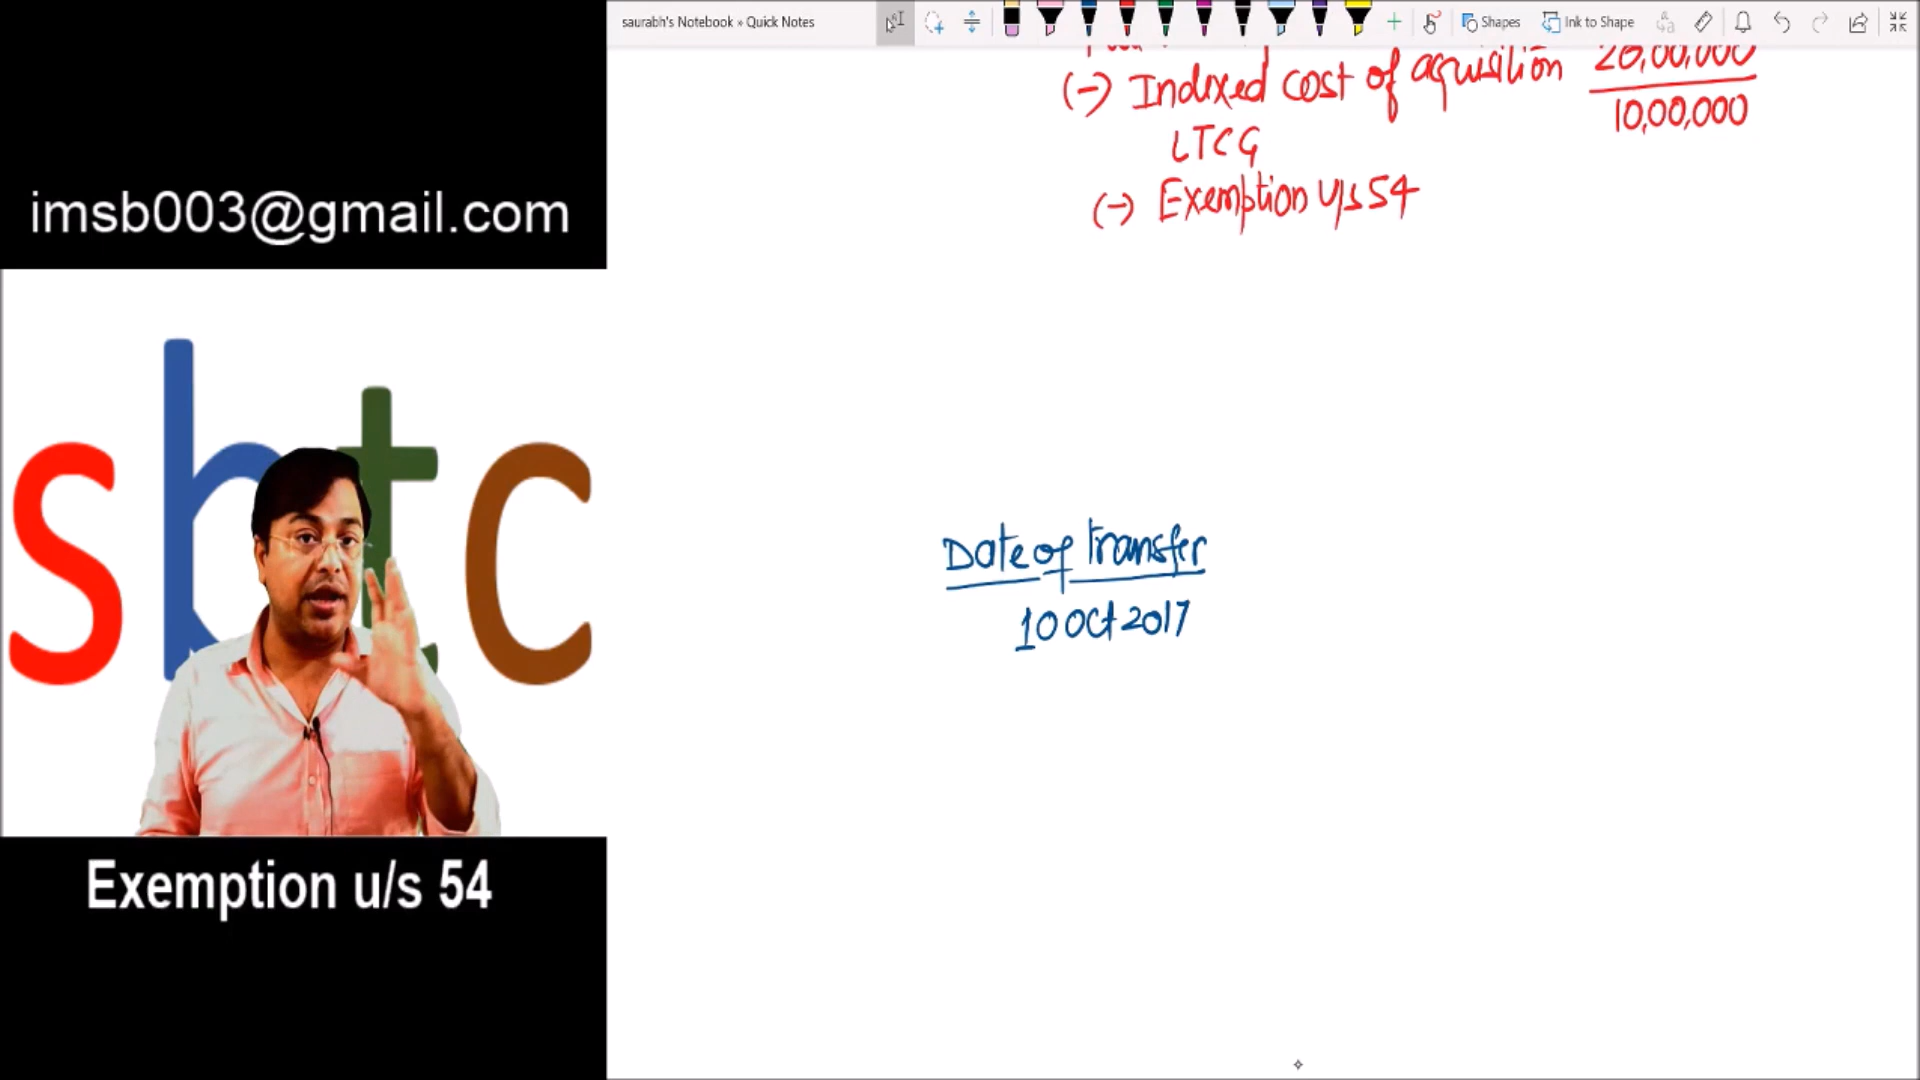 imsb003@gmail.com
sbtc
Exemption u/s 54
saurabh's Notebook » Quick Notes
Shapes
Ink to Shape
(-) Indexed cost of aquisition 20,00,000
10,00,000
LTCG
(-) Exemption u/s 54
Date of transfer
10 Oct 2017